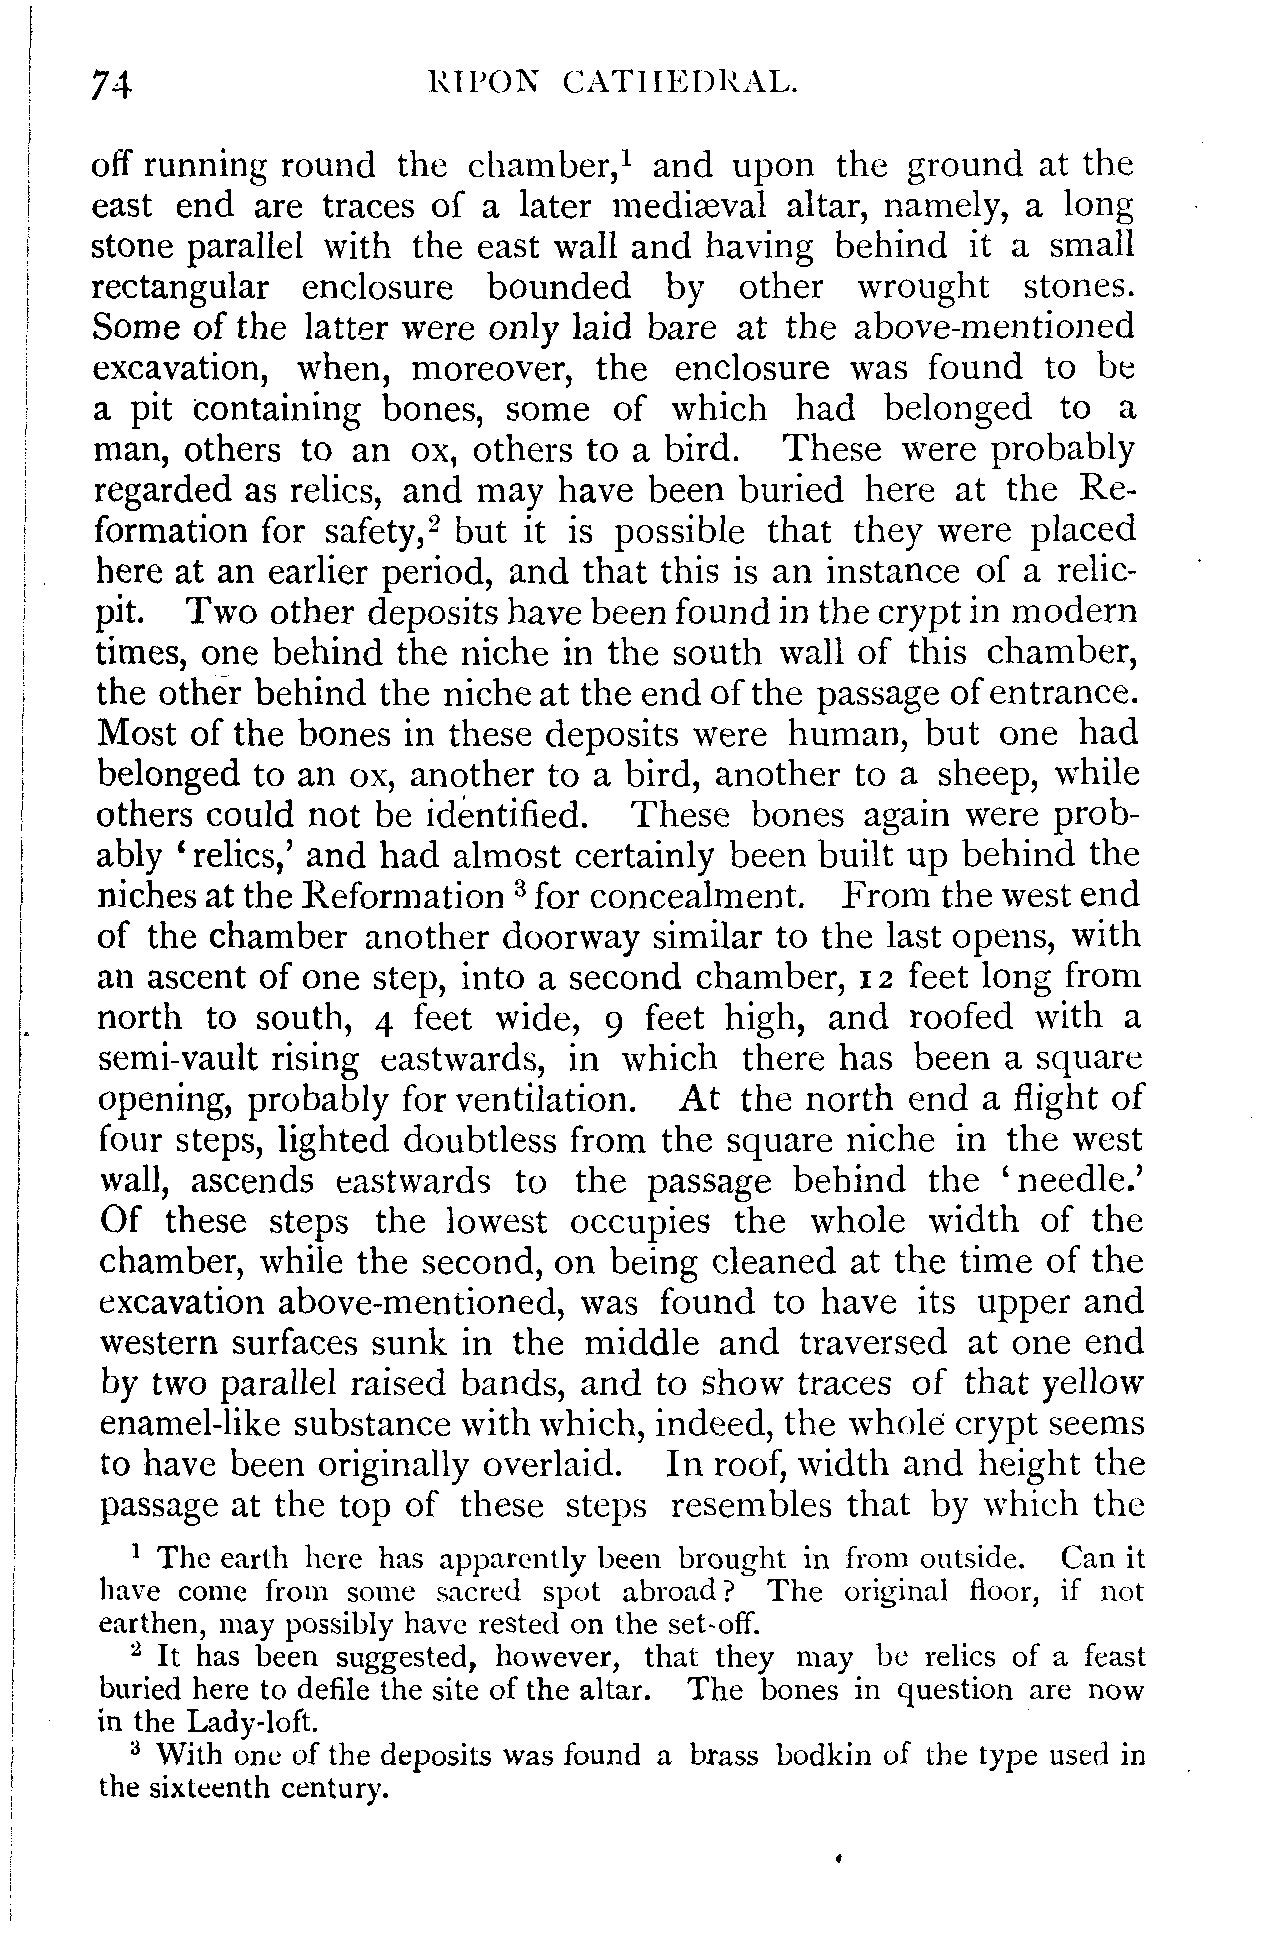 74 RIPON CATHEDRAL.
off running round the chamber,¹ and upon the ground at the
east end are traces of a later mediæval altar, namely, a long
stone parallel with the east wall and having behind it a small
rectangular enclosure bounded by other wrought stones.
Some of the latter were only laid bare at the above-mentioned
excavation, when, moreover, the enclosure was found to be
a pit containing bones, some of which had belonged to a
man, others to an ox, others to a bird. These were probably
regarded as relics, and may have been buried here at the Re-
formation for safety,² but it is possible that they were placed
here at an earlier period, and that this is an instance of a relic-
pit. Two other deposits have been found in the crypt in modern
times, one behind the niche in the south wall of this chamber,
the other behind the niche at the end of the passage of entrance.
Most of the bones in these deposits were human, but one had
belonged to an ox, another to a bird, another to a sheep, while
others could not be identified. These bones again were prob-
ably ‘relics,’ and had almost certainly been built up behind the
niches at the Reformation ³ for concealment. From the west end
of the chamber another doorway similar to the last opens, with
an ascent of one step, into a second chamber, 12 feet long from
north to south, 4 feet wide, 9 feet high, and roofed with a
semi-vault rising eastwards, in which there has been a square
opening, probably for ventilation. At the north end a flight of
four steps, lighted doubtless from the square niche in the west
wall, ascends eastwards to the passage behind the ‘needle.’
Of these steps the lowest occupies the whole width of the
chamber, while the second, on being cleaned at the time of the
excavation above-mentioned, was found to have its upper and
western surfaces sunk in the middle and traversed at one end
by two parallel raised bands, and to show traces of that yellow
enamel-like substance with which, indeed, the whole crypt seems
to have been originally overlaid. In roof, width and height the
passage at the top of these steps resembles that by which the
¹ The earth here has apparently been brought in from outside. Can it
have come from some sacred spot abroad? The original floor, if not
earthen, may possibly have rested on the set-off.
² It has been suggested, however, that they may be relics of a feast
buried here to defile the site of the altar. The bones in question are now
in the Lady-loft.
³ With one of the deposits was found a brass bodkin of the type used in
the sixteenth century.